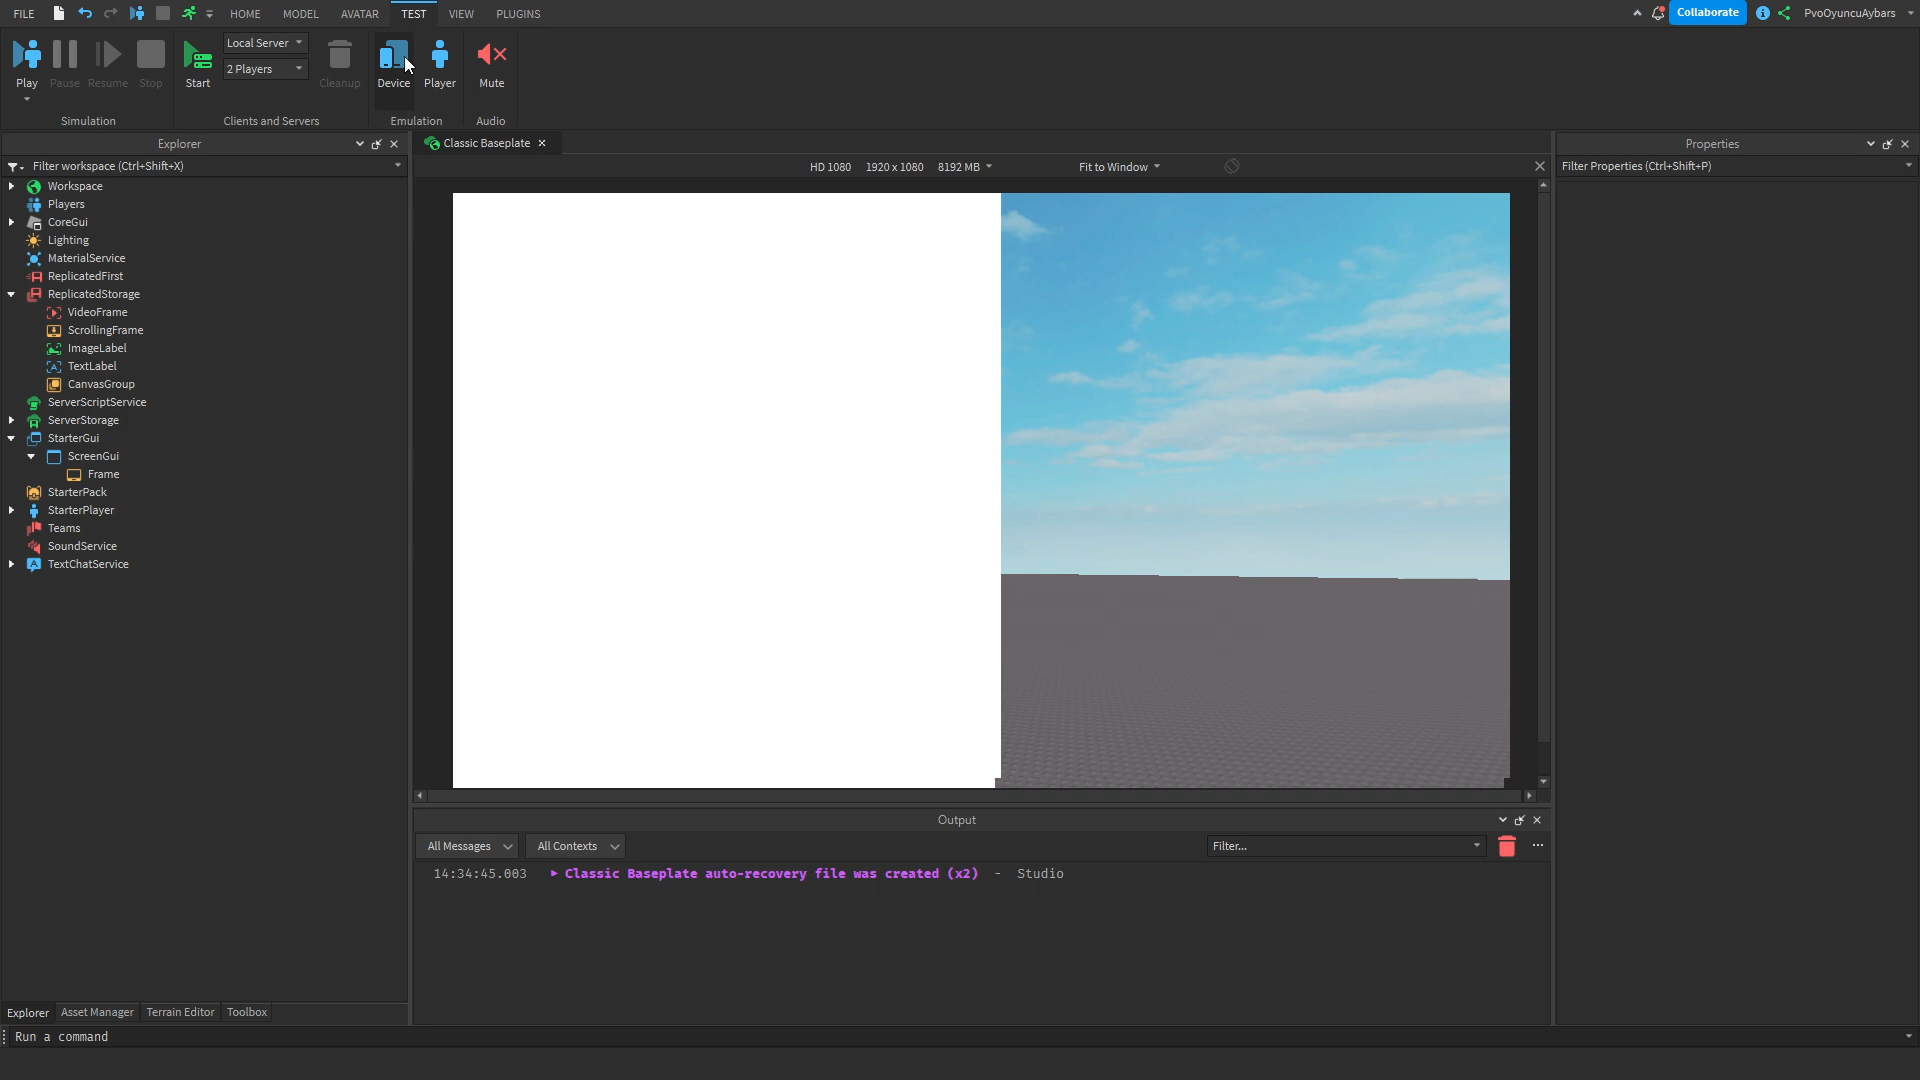 FILE
HOME
MODEL
AVATAR
TEST
VIEW
PLUGINS
Collaborate
PvoOyuncuAybars
Play
Pause
Resume
Stop
Start
Local Server
2 Players
Cleanup
Device
Player
Mute
Simulation
Clients and Servers
Emulation
Audio
Explorer
Filter workspace (Ctrl+Shift+X)
Workspace
Players
CoreGui
Lighting
MaterialService
ReplicatedFirst
ReplicatedStorage
VideoFrame
ScrollingFrame
ImageLabel
TextLabel
CanvasGroup
ServerScriptService
ServerStorage
StarterGui
ScreenGui
Frame
StarterPack
StarterPlayer
Teams
SoundService
TextChatService
Classic Baseplate
HD 1080 1920 x 1080 8192 MB
Fit to Window
Properties
Filter Properties (Ctrl+Shift+P)
Output
All Messages
All Contexts
Filter...
14:34:45.003 Classic Baseplate auto-recovery file was created (x2) - Studio
Explorer
Asset Manager
Terrain Editor
Toolbox
Run a command